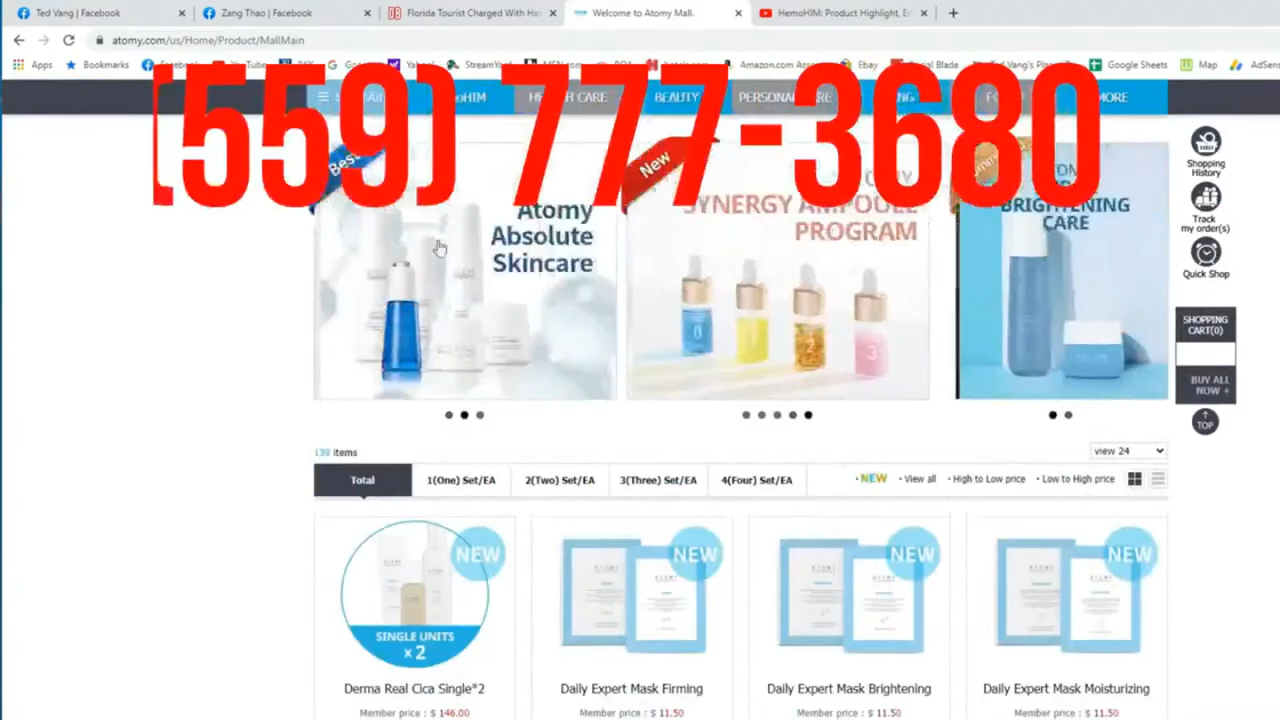 Ted Vang | Facebook
Zang Thao | Facebook
Florida Tourist Charged With Ha
Welcome to Atomy Mall.
HemoHIM: Product Highlight, E
atomy.com/us/Home/Product/MallMain
Apps
Bookmarks
StreamYard
Amazon.com
Ebay
Blade
Google Sheets
Map
AdSens
(559) 777-3680
HEALTH CARE
BEAUTY
MORE
Best
Atomy
Absolute
Skincare
New
SYNERGY AMPOULE
PROGRAM
BRIGHTENING
CARE
Shopping
History
Track
my order(s)
Quick Shop
SHOPPING
CART(0)
BUY ALL
NOW +
TOP
139 items
view 24
Total
1(One) Set/EA
2(Two) Set/EA
3(Three) Set/EA
4(Four) Set/EA
NEW
View all
High to Low price
Low to High price
NEW
SINGLE UNITS
x 2
NEW
NEW
NEW
Derma Real Cica Single*2
Daily Expert Mask Firming
Daily Expert Mask Brightening
Daily Expert Mask Moisturizing
Member price : $ 146.00
Member price : $ 11.50
Member price : $ 11.50
Member price : $ 11.50